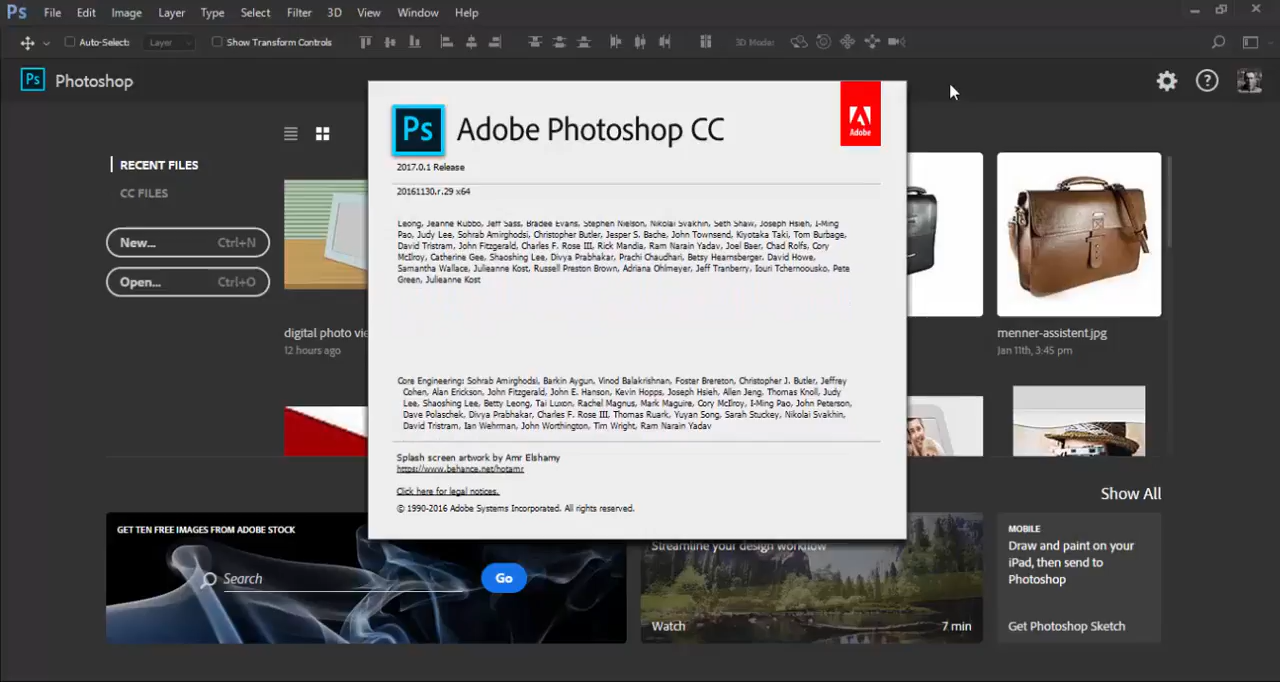 Ps File Edit Image Layer Type Select Filter 3D View Window Help
Auto-Select: Layer Show Transform Controls 3D Mode:
Ps Photoshop
RECENT FILES
CC FILES
New... Ctrl+N
Open... Ctrl+O
digital photo vie
12 hours ago
menner-assistent.jpg
Jan 11th, 3:45 pm
Ps Adobe Photoshop CC
Adobe
2017.0.1 Release
20161130.r.29 x64
Leong, Jeanne Rubbo, Jeff Sass, Bradee Evans, Stephen Nielson, Nikolai Svakhin, Seth Shaw, Joseph Hsieh, I-Ming
Pao, Judy Lee, Sohrab Amirghodsi, Christopher Butler, Jesper S. Bache, John Townsend, Kiyotaka Taki, Tom Burbage,
David Tristram, John Fitzgerald, Charles F. Rose III, Rick Mandia, Ram Narain Yadav, Joel Baer, Chad Rolfs, Cory
McIlroy, Catherine Gee, Shaoshing Lee, Divya Prabhakar, Prachi Chaudhari, Betsy Hearnsberger, David Howe,
Samantha Wallace, Julieanne Kost, Russell Preston Brown, Adriana Ohlmeyer, Jeff Tranberry, Iouri Tchernoousko, Pete
Green, Julieanne Kost
Core Engineering: Sohrab Amirghodsi, Barkin Aygun, Vinod Balakrishnan, Foster Brereton, Christopher J. Butler, Jeffrey
Cohen, Alan Erickson, John Fitzgerald, John E. Hanson, Kevin Hopps, Joseph Hsieh, Allen Jeng, Thomas Knoll, Judy
Lee, Shaoshing Lee, Betty Leong, Tai Luxon, Rachel Magnus, Mark Maguire, Cory McIlroy, I-Ming Pao, John Peterson,
Dave Polaschek, Divya Prabhakar, Charles F. Rose III, Thomas Ruark, Yuyan Song, Sarah Stuckey, Nikolai Svakhin,
David Tristram, Ian Wehrman, John Worthington, Tim Wright, Ram Narain Yadav
Splash screen artwork by Amr Elshamy
https://www.behance.net/hotamr
Click here for legal notices.
© 1990-2016 Adobe Systems Incorporated. All rights reserved.
Show All
GET TEN FREE IMAGES FROM ADOBE STOCK
Search Go
Streamline your design workflow
Watch 7 min
MOBILE
Draw and paint on your
iPad, then send to
Photoshop
Get Photoshop Sketch